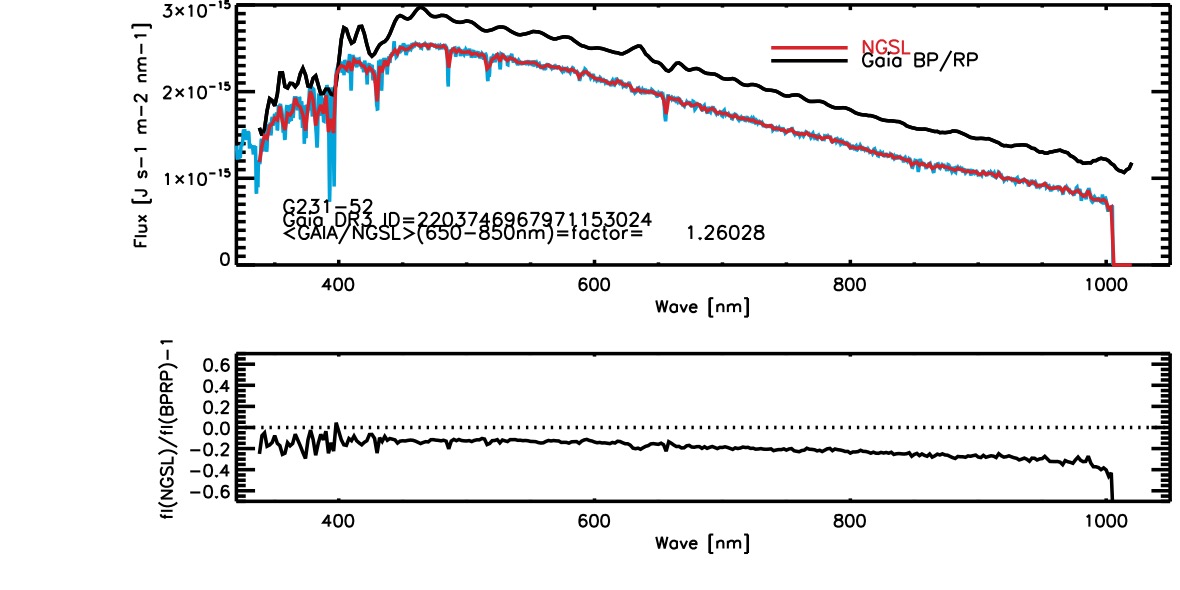 3×10⁻¹⁵
2×10⁻¹⁵
1×10⁻¹⁵
0
Flux [J s−1 m−2 nm−1]
NGSL
Gaia BP/RP
G231−52
Gaia DR3 ID=2203746967971153024
<GAIA/NGSL>(650−850nm)=factor= 1.26028
400 600 800 1000
Wave [nm]
fl(NGSL)/fl(BPRP)−1
0.6
0.4
0.2
0.0
−0.2
−0.4
−0.6
400 600 800 1000
Wave [nm]